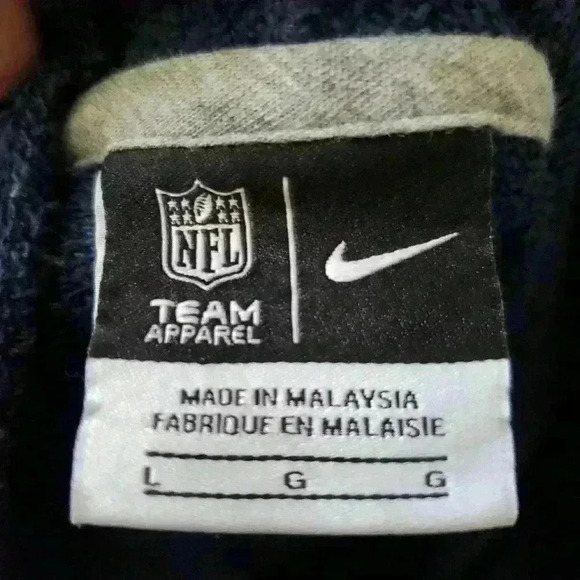 NFL
TEAM
APPAREL
MADE IN MALAYSIA
FABRIQUE EN MALAISIE
L G G